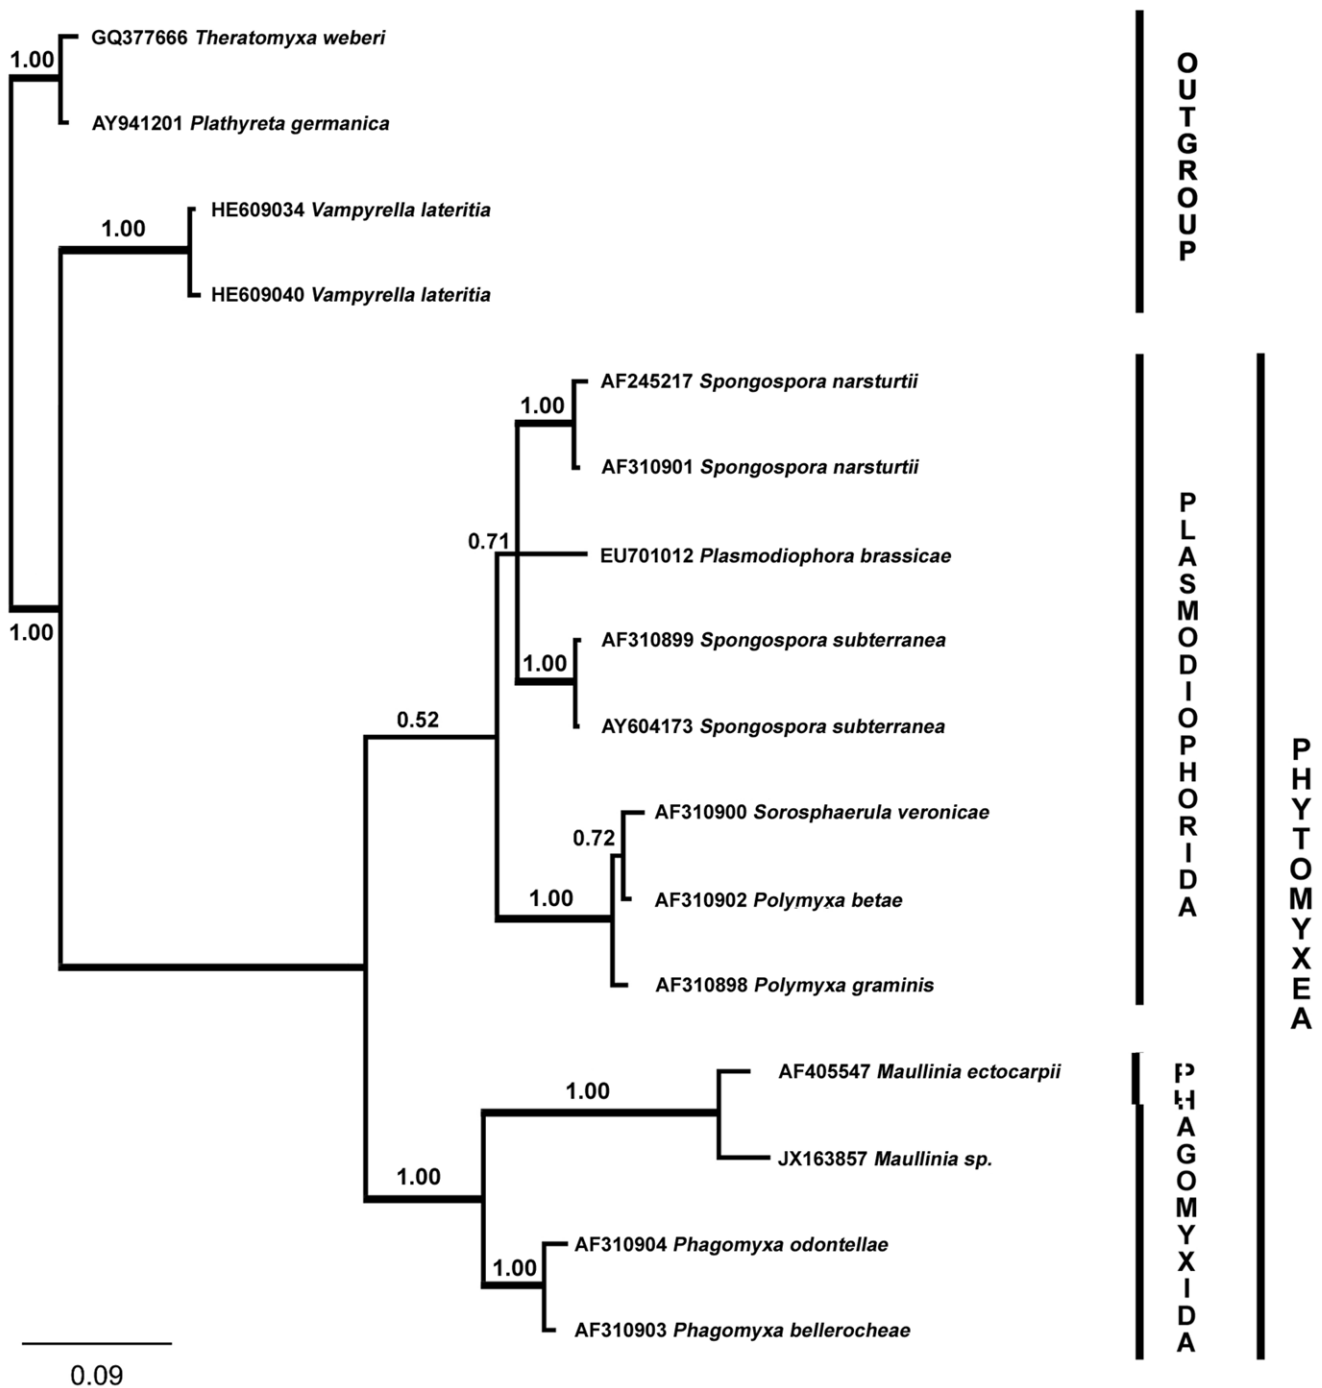 GQ377666 Theratomyxa weberi
1.00
AY941201 Plathyreta germanica
HE609034 Vampyrella lateritia
1.00
HE609040 Vampyrella lateritia
OUTGROUP
AF245217 Spongospora narsturtii
1.00
AF310901 Spongospora narsturtii
0.71
EU701012 Plasmodiophora brassicae
1.00
AF310899 Spongospora subterranea
1.00
AY604173 Spongospora subterranea
0.52
AF310900 Sorosphaerula veronicae
0.72
AF310902 Polymyxa betae
1.00
AF310898 Polymyxa graminis
PLASMODIOPHORIDA
PHYTOMYXEA
AF405547 Maullinia ectocarpii
1.00
JX163857 Maullinia sp.
1.00
AF310904 Phagomyxa odontellae
1.00
AF310903 Phagomyxa bellerocheae
PHAGOMYXIDA
0.09